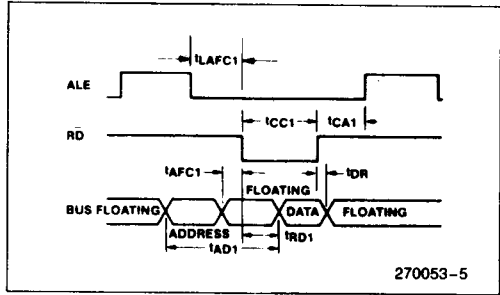 tLAFC1
ALE
tCC1
tCA1
RD
tAFC1
FLOATING
tDR
BUS FLOATING
DATA
FLOATING
ADDRESS
tRD1
tAD1
270053-5